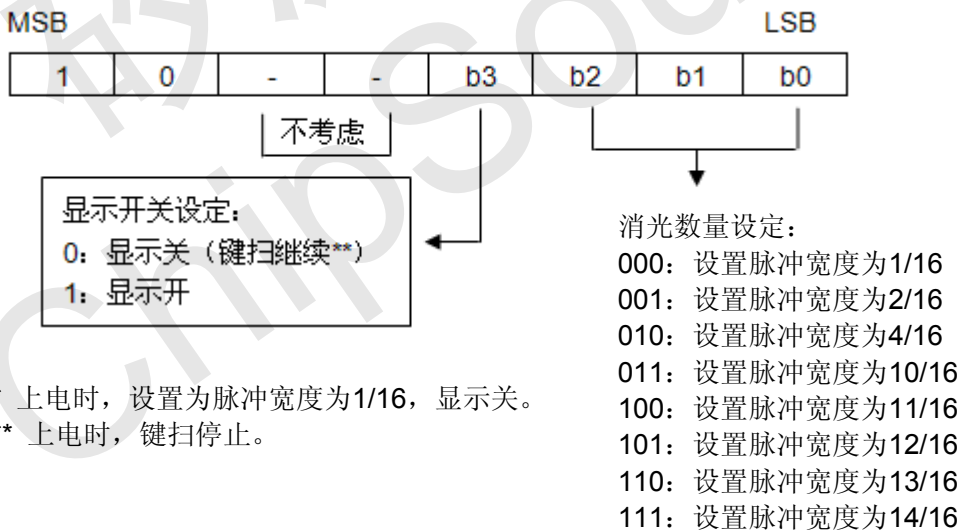 MSB LSB
1 0 - - b3 b2 b1 b0
不考虑
显示开关设定：
0：显示关（键扫继续**）
1：显示开
消光数量设定：
000：设置脉冲宽度为1/16
001：设置脉冲宽度为2/16
010：设置脉冲宽度为4/16
011：设置脉冲宽度为10/16
100：设置脉冲宽度为11/16
101：设置脉冲宽度为12/16
110：设置脉冲宽度为13/16
111：设置脉冲宽度为14/16
上电时，设置为脉冲宽度为1/16，显示关。
** 上电时，键扫停止。